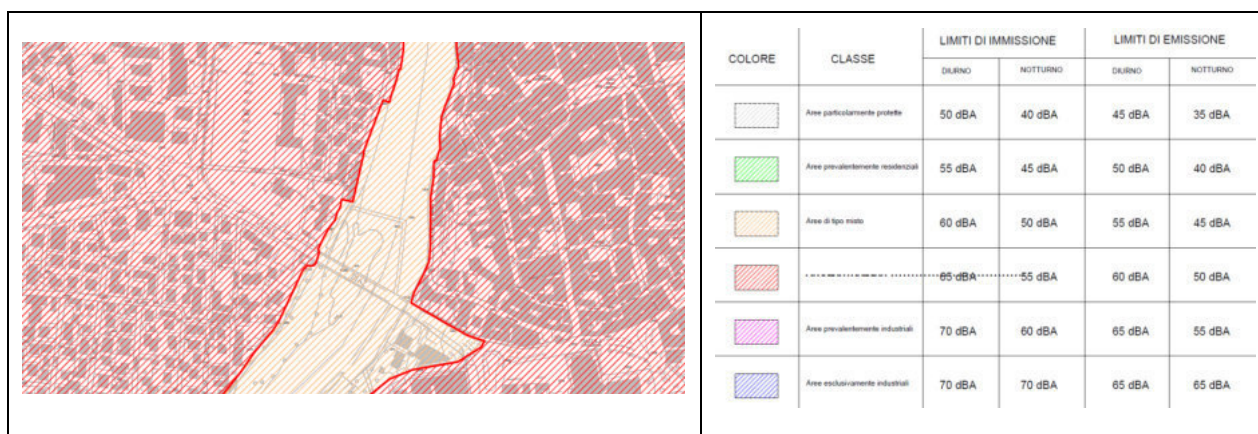 COLORE CLASSE LIMITI DI IMMISSIONE LIMITI DI EMISSIONE
DIURNO NOTTURNO DIURNO NOTTURNO
Aree particolarmente protette 50 dBA 40 dBA 45 dBA 35 dBA
Aree prevalentemente residenziali 55 dBA 45 dBA 50 dBA 40 dBA
Aree di tipo misto 60 dBA 50 dBA 55 dBA 45 dBA
65 dBA 55 dBA 60 dBA 50 dBA
Aree prevalentemente industriali 70 dBA 60 dBA 65 dBA 55 dBA
Aree esclusivamente industriali 70 dBA 70 dBA 65 dBA 65 dBA